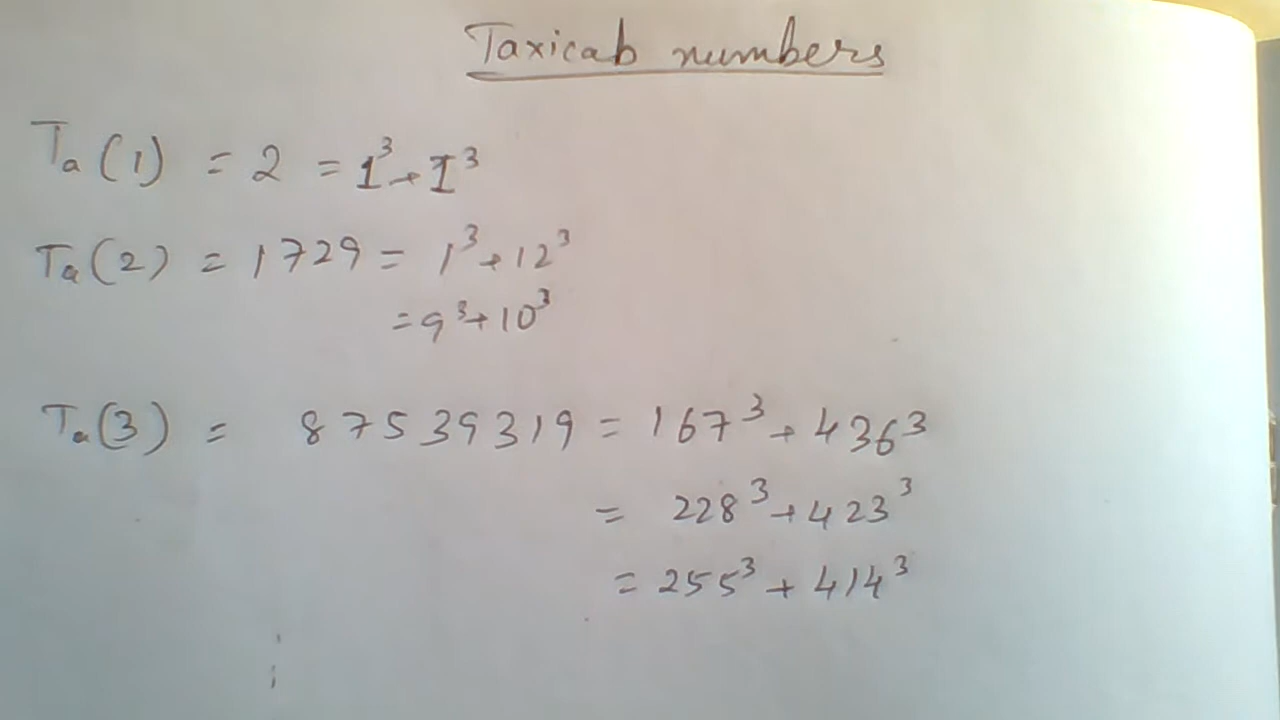 Taxicab numbers
Ta(1) = 2 = 1³+1³
Ta(2) = 1729 = 1³+12³
= 9³+10³
Ta(3) = 87539319 = 167³+436³
= 228³+423³
= 255³+414³